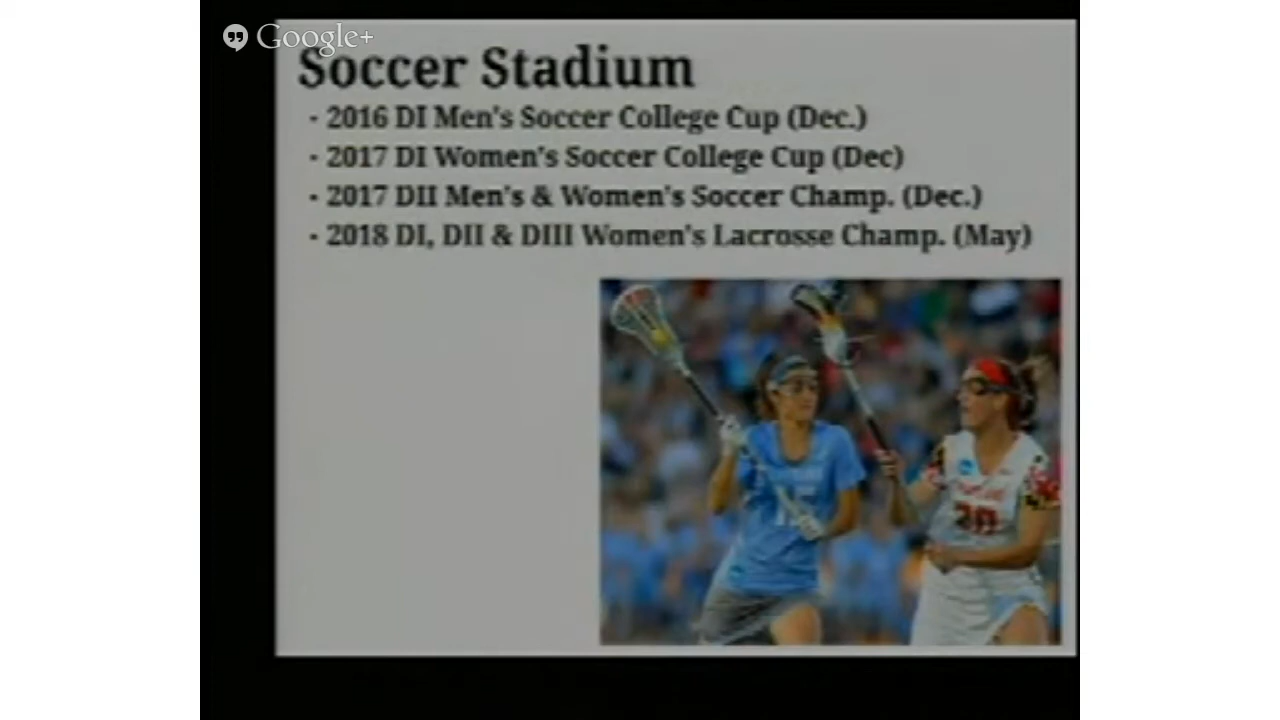 Google+
Soccer Stadium
- 2016 DI Men's Soccer College Cup (Dec.)
- 2017 DI Women's Soccer College Cup (Dec)
- 2017 DII Men's & Women's Soccer Champ. (Dec.)
- 2018 DI, DII & DIII Women's Lacrosse Champ. (May)